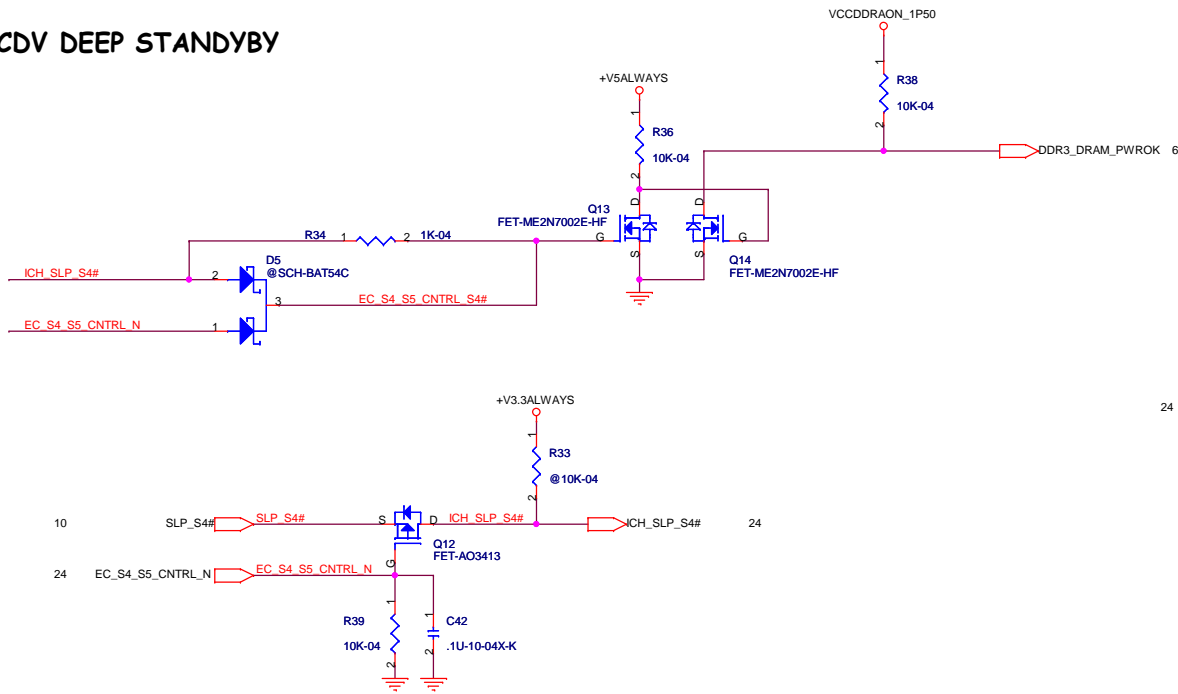 VCCDDRAON_1P50
CDV DEEP STANDYBY
1
R38
10K-04
2
+V5ALWAYS
1
R36
10K-04
2
DDR3_DRAM_PWROK 6
Q13
FET-ME2N7002E-HF
D
G
S
D
G
S
Q14
FET-ME2N7002E-HF
R34 1 2 1K-04
D5
@SCH-BAT54C
ICH_SLP_S4# 2
3 EC_S4_S5_CNTRL_S4#
EC_S4_S5_CNTRL_N 1
+V3.3ALWAYS
24
1
R33
@10K-04
2
10 SLP_S4# SLP_S4# S D ICH_SLP_S4# ICH_SLP_S4# 24
Q12
FET-AO3413
G
24 EC_S4_S5_CNTRL_N EC_S4_S5_CNTRL_N
1
R39
10K-04
2
1
C42
.1U-10-04X-K
2